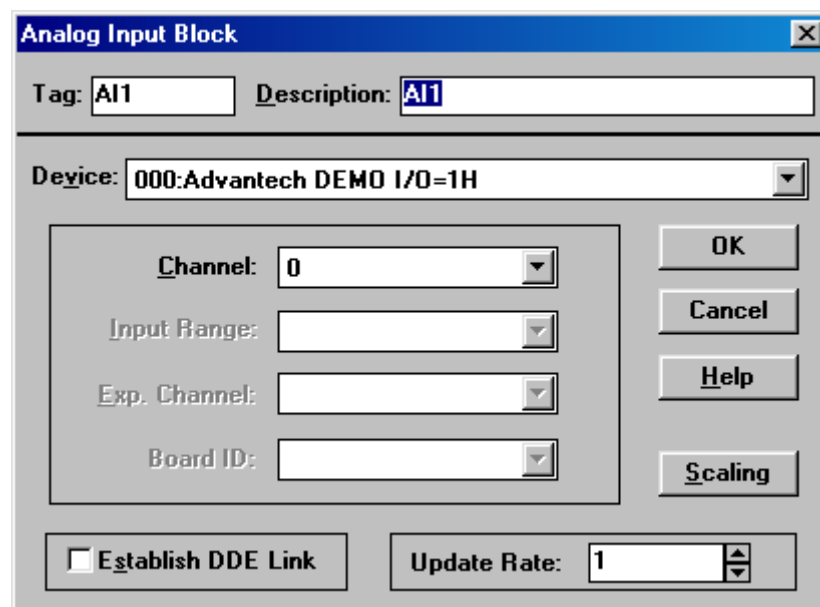 Analog Input Block
Tag: AI1 Description: AI1
Device: 000:Advantech DEMO I/O=1H
Channel: 0
Input Range:
Exp. Channel:
Board ID:
OK
Cancel
Help
Scaling
Establish DDE Link
Update Rate: 1